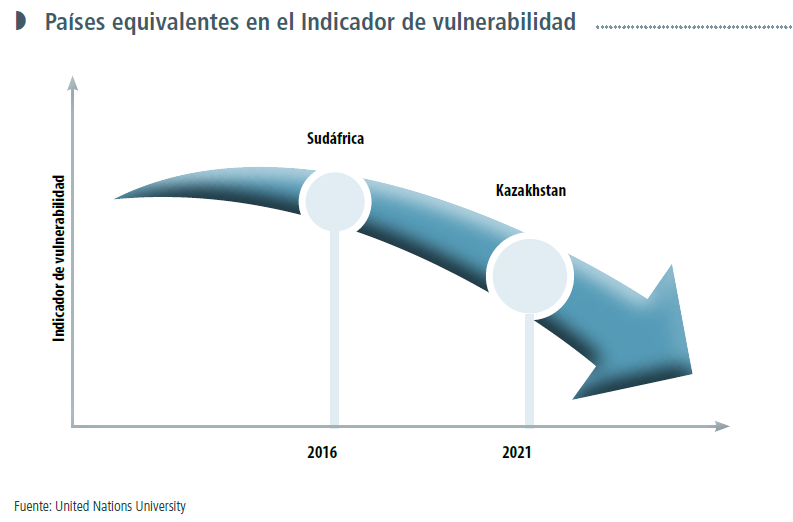 Países equivalentes en el Indicador de vulnerabilidad
Sudáfrica
Kazakhstan
Indicador de vulnerabilidad
2016
2021
Fuente: United Nations University